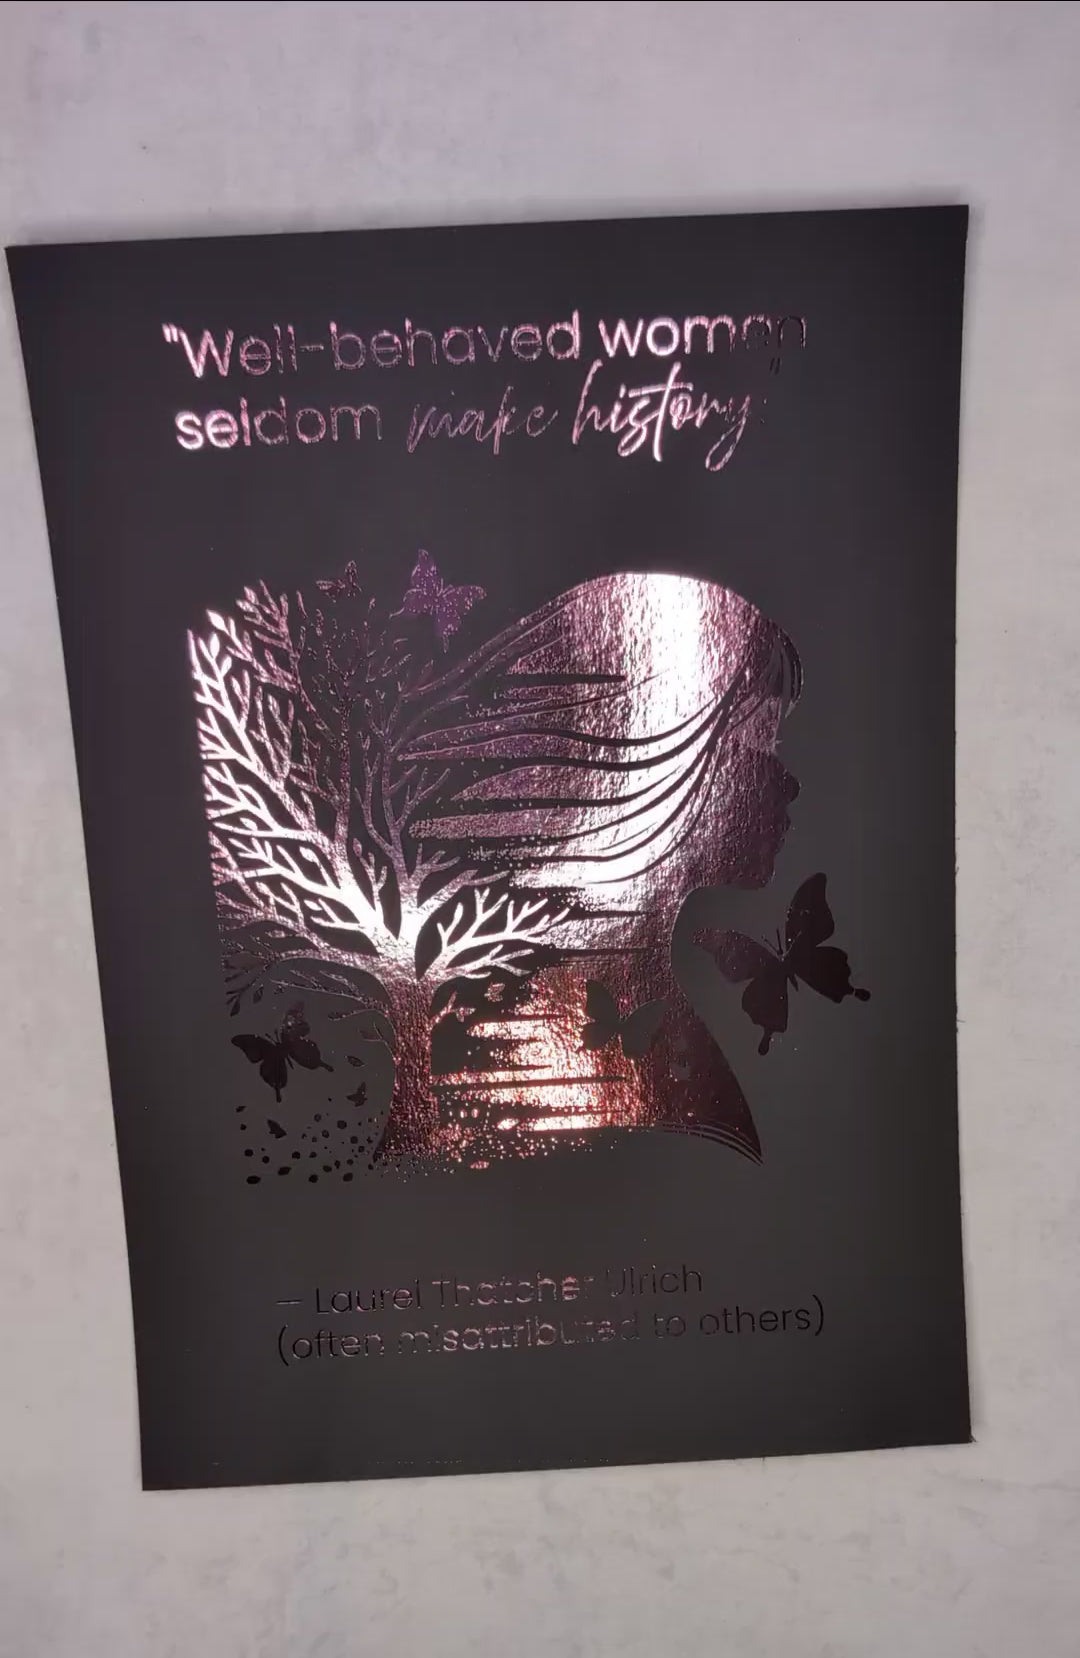 "Well-behaved women
seldom make history."
– Laurel Thatcher Ulrich
(often misattributed to others)